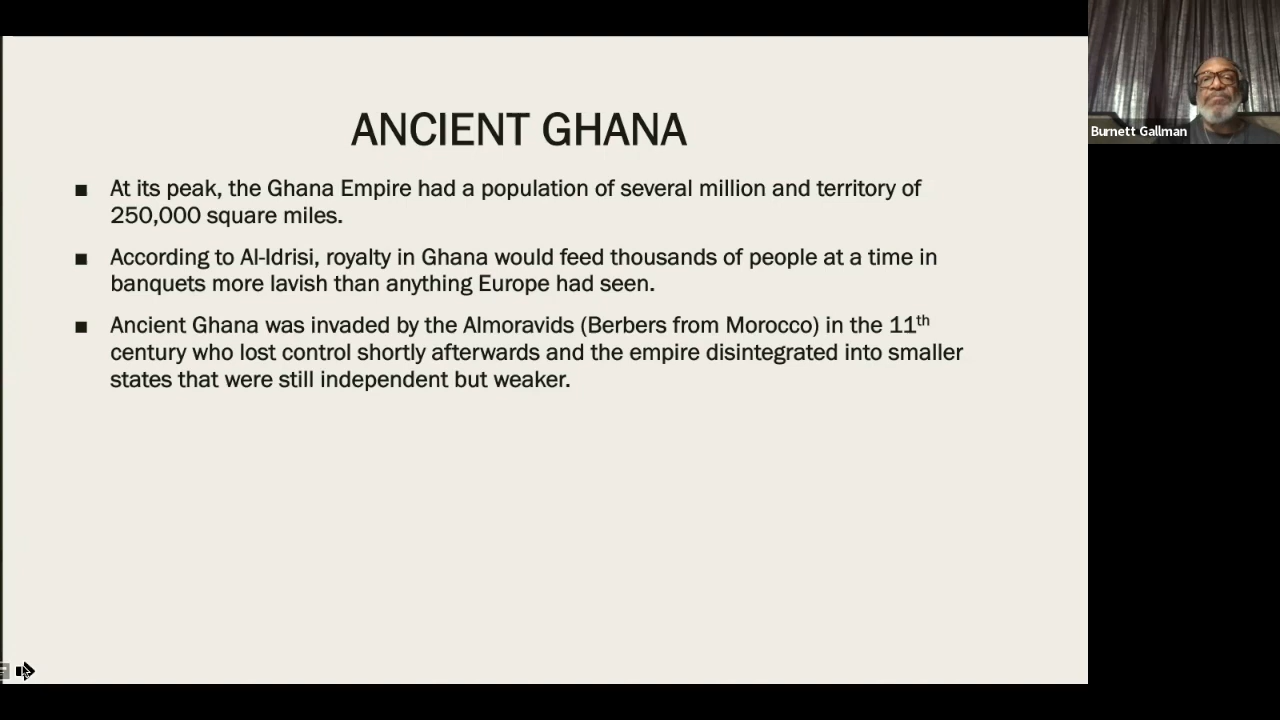 ANCIENT GHANA
■ At its peak, the Ghana Empire had a population of several million and territory of
250,000 square miles.
■ According to Al-Idrisi, royalty in Ghana would feed thousands of people at a time in
banquets more lavish than anything Europe had seen.
■ Ancient Ghana was invaded by the Almoravids (Berbers from Morocco) in the 11th
century who lost control shortly afterwards and the empire disintegrated into smaller
states that were still independent but weaker.
Burnett Gallman